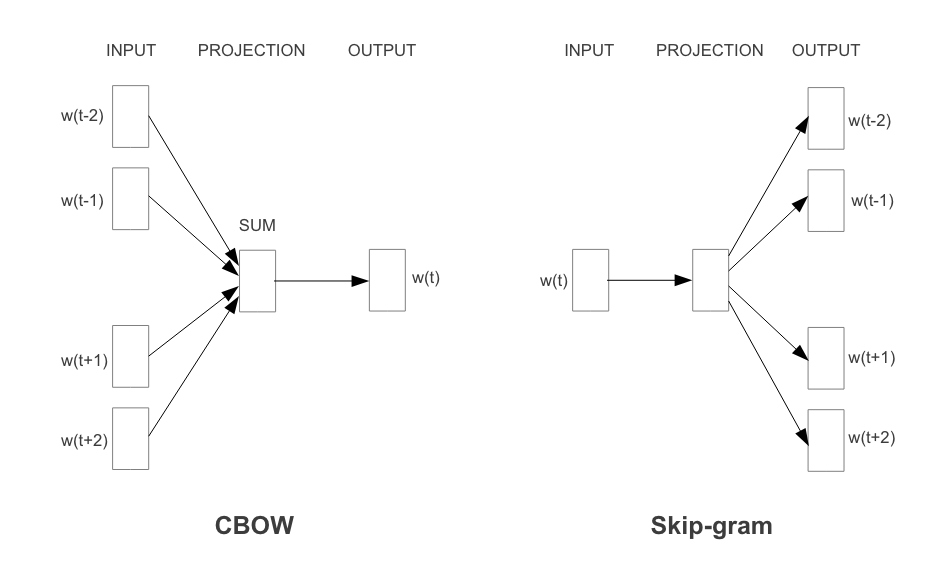 INPUT PROJECTION OUTPUT
w(t-2)
w(t-1)
SUM
w(t)
w(t+1)
w(t+2)
CBOW
INPUT PROJECTION OUTPUT
w(t-2)
w(t-1)
w(t)
w(t+1)
w(t+2)
Skip-gram